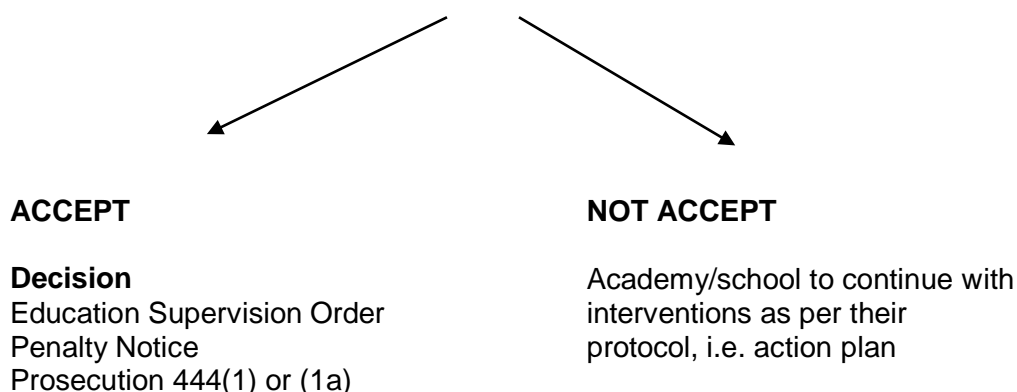 ACCEPT
Decision
Education Supervision Order
Penalty Notice
Prosecution 444(1) or (1a)
NOT ACCEPT
Academy/school to continue with
interventions as per their
protocol, i.e. action plan